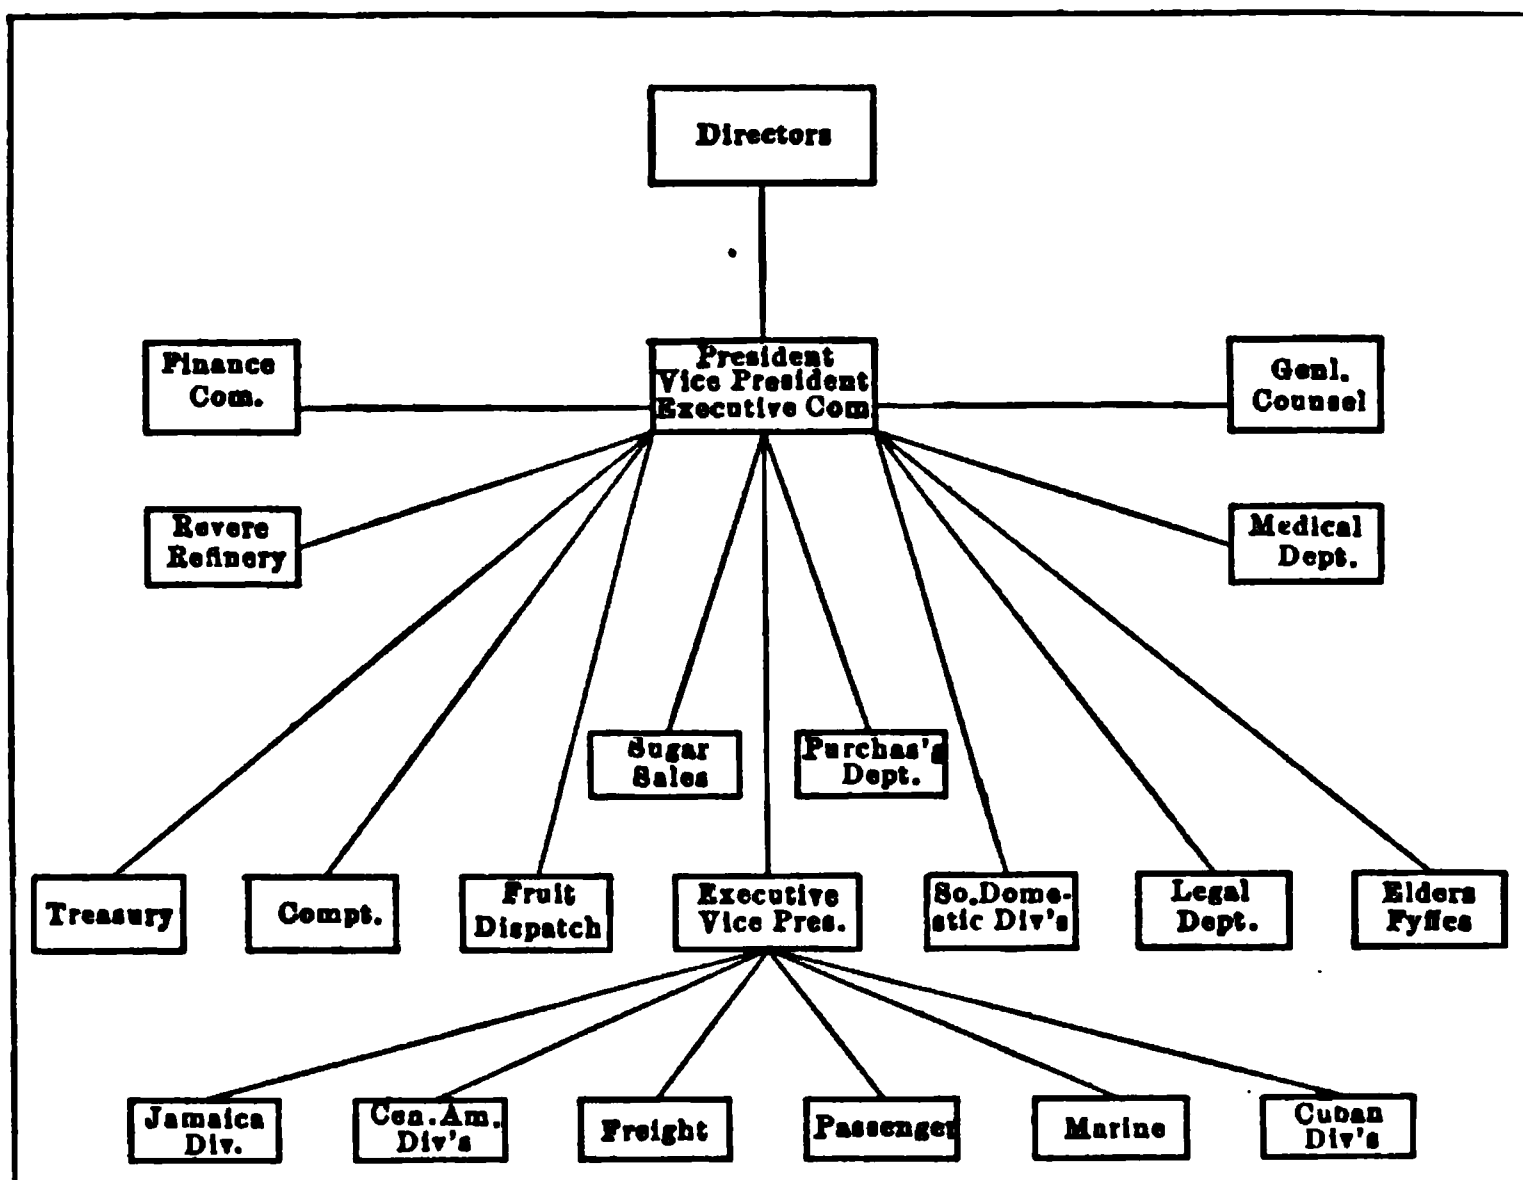 Directors
Finance
Com.
President
Vice President
Executive Com
Genl.
Counsel
Revere
Refinery
Medical
Dept.
Sugar
Sales
Purchas'g
Dept.
Treasury
Compt.
Fruit
Dispatch
Executive
Vice Pres.
So.Dome-
stic Div's
Legal
Dept.
Elders
Fyffes
Jamaica
Div.
Cen.Am.
Div's
Freight
Passenger
Marine
Cuban
Div's